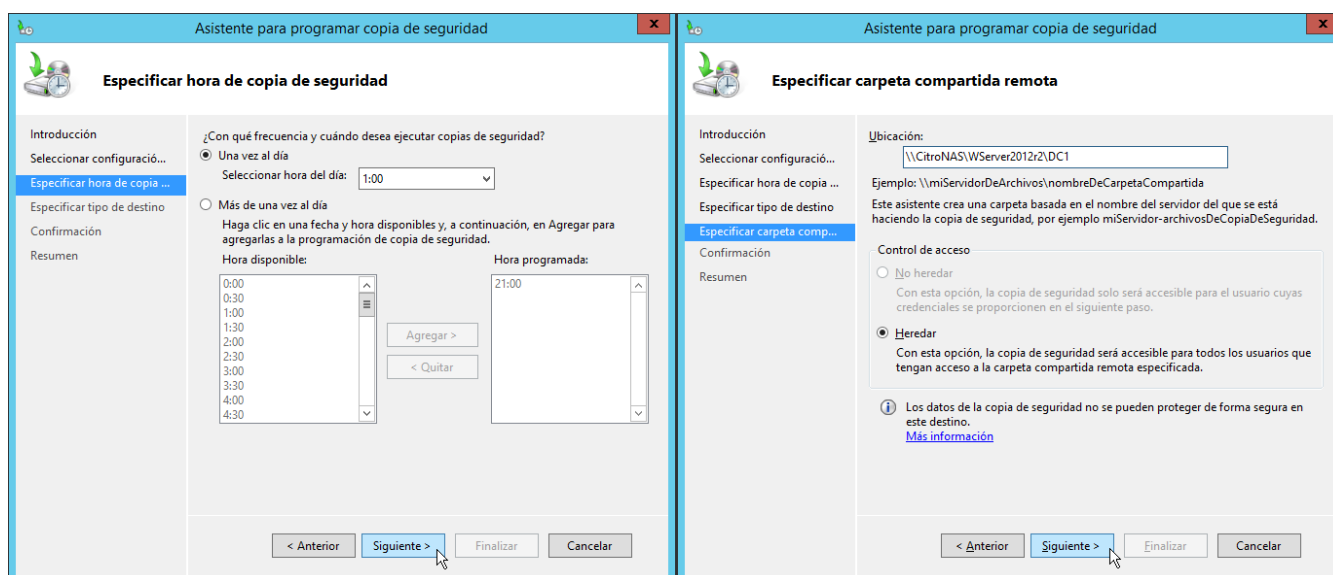 Asistente para programar copia de seguridad
x
Especificar hora de copia de seguridad
Introducción
Seleccionar configuració...
Especificar hora de copia ...
Especificar tipo de destino
Confirmación
Resumen
¿Con qué frecuencia y cuándo desea ejecutar copias de seguridad?
Una vez al día
Seleccionar hora del día: 1:00
Más de una vez al día
Haga clic en una fecha y hora disponibles y, a continuación, en Agregar para
agregarlas a la programación de copia de seguridad.
Hora disponible:
0:00
0:30
1:00
1:30
2:00
2:30
3:00
3:30
4:00
4:30
Agregar >
< Quitar
Hora programada:
21:00
< Anterior
Siguiente >
Finalizar
Cancelar
Asistente para programar copia de seguridad
x
Especificar carpeta compartida remota
Introducción
Seleccionar configuració...
Especificar hora de copia ...
Especificar tipo de destino
Especificar carpeta comp...
Confirmación
Resumen
Ubicación:
\\CitroNAS\WServer2012r2\DC1
Ejemplo: \\miServidorDeArchivos\nombreDeCarpetaCompartida
Este asistente crea una carpeta basada en el nombre del servidor del que se está
haciendo la copia de seguridad, por ejemplo miServidor-archivosDeCopiaDeSeguridad.
Control de acceso
No heredar
Con esta opción, la copia de seguridad solo será accesible para el usuario cuyas
credenciales se proporcionen en el siguiente paso.
Heredar
Con esta opción, la copia de seguridad será accesible para todos los usuarios que
tengan acceso a la carpeta compartida remota especificada.
Los datos de la copia de seguridad no se pueden proteger de forma segura en
este destino.
Más información
< Anterior
Siguiente >
Finalizar
Cancelar